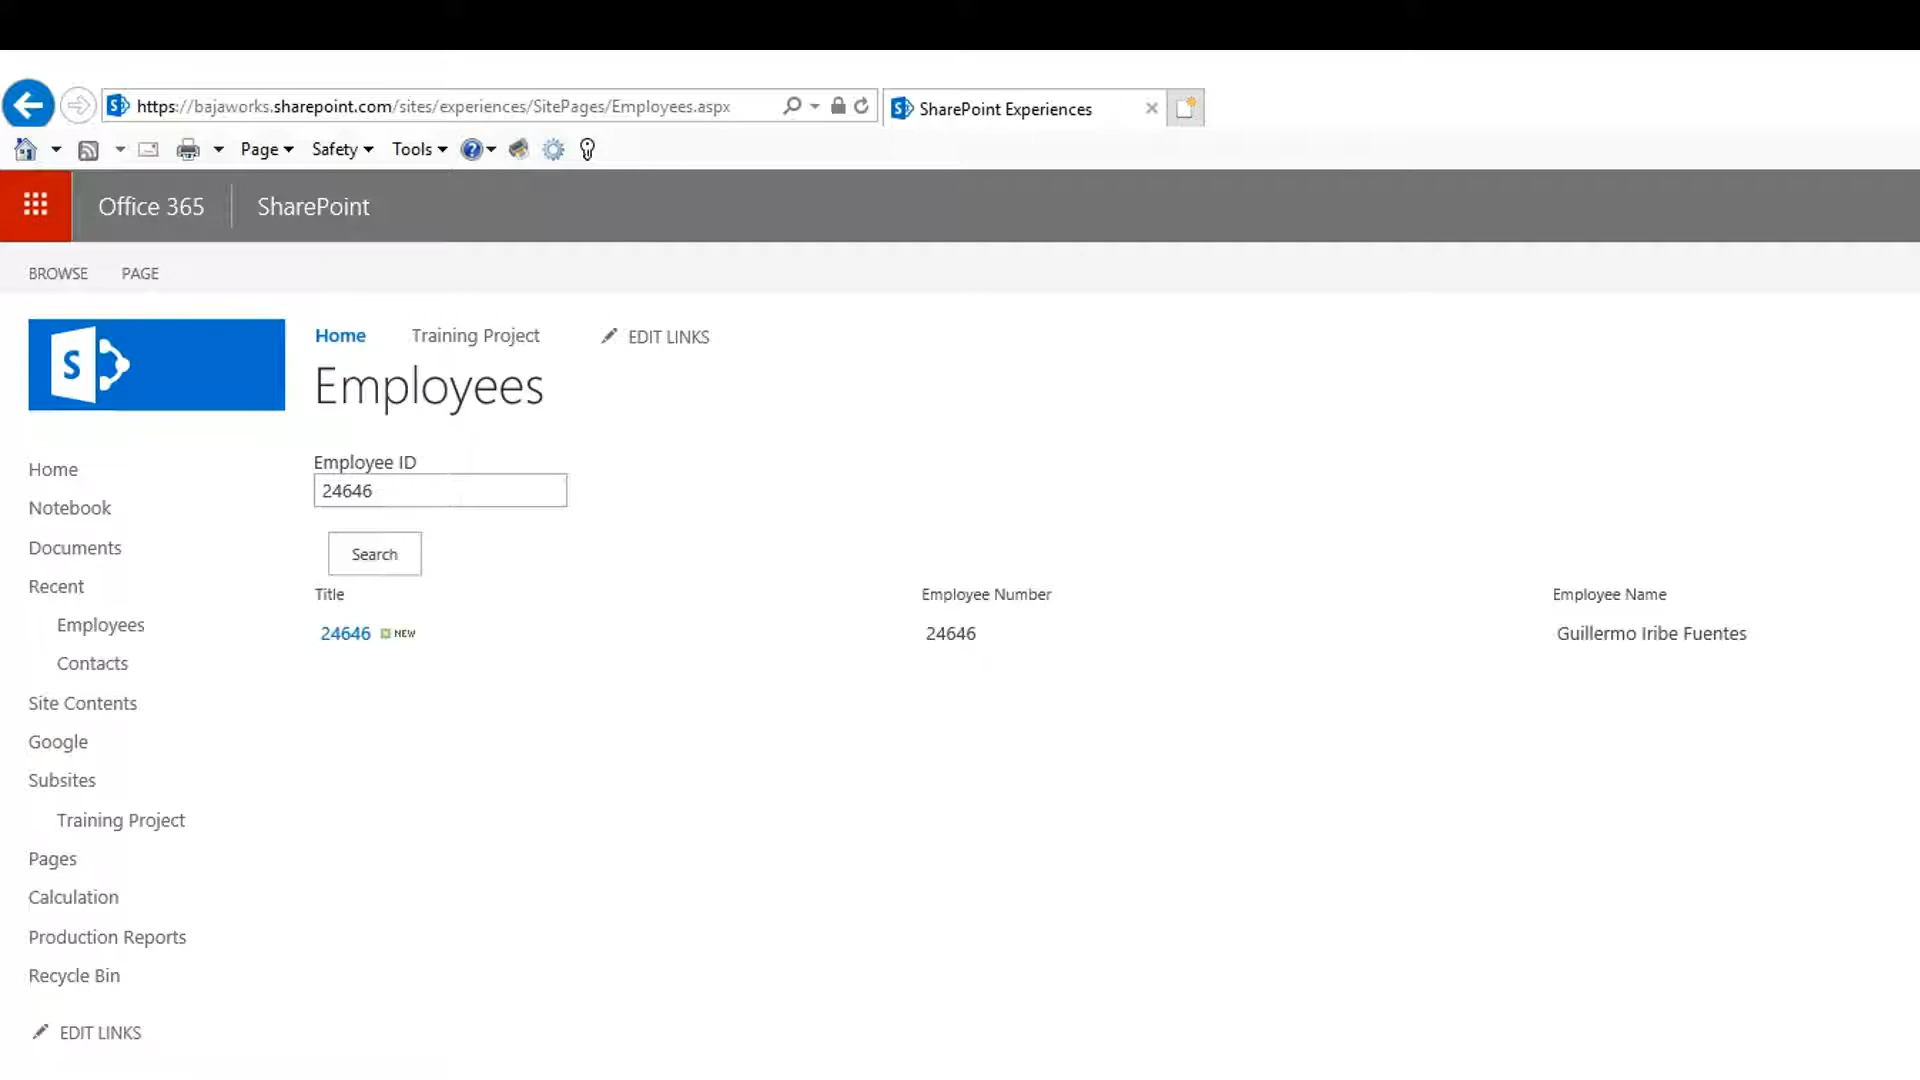 https://bajaworks.sharepoint.com/sites/experiences/SitePages/Employees.aspx
SharePoint Experiences
Page
Safety
Tools
Office 365
SharePoint
BROWSE
PAGE
Home
Training Project
EDIT LINKS
Employees
Employee ID
24646
Search
Title
Employee Number
Employee Name
24646
NEW
24646
Guillermo Iribe Fuentes
Home
Notebook
Documents
Recent
Employees
Contacts
Site Contents
Google
Subsites
Training Project
Pages
Calculation
Production Reports
Recycle Bin
EDIT LINKS